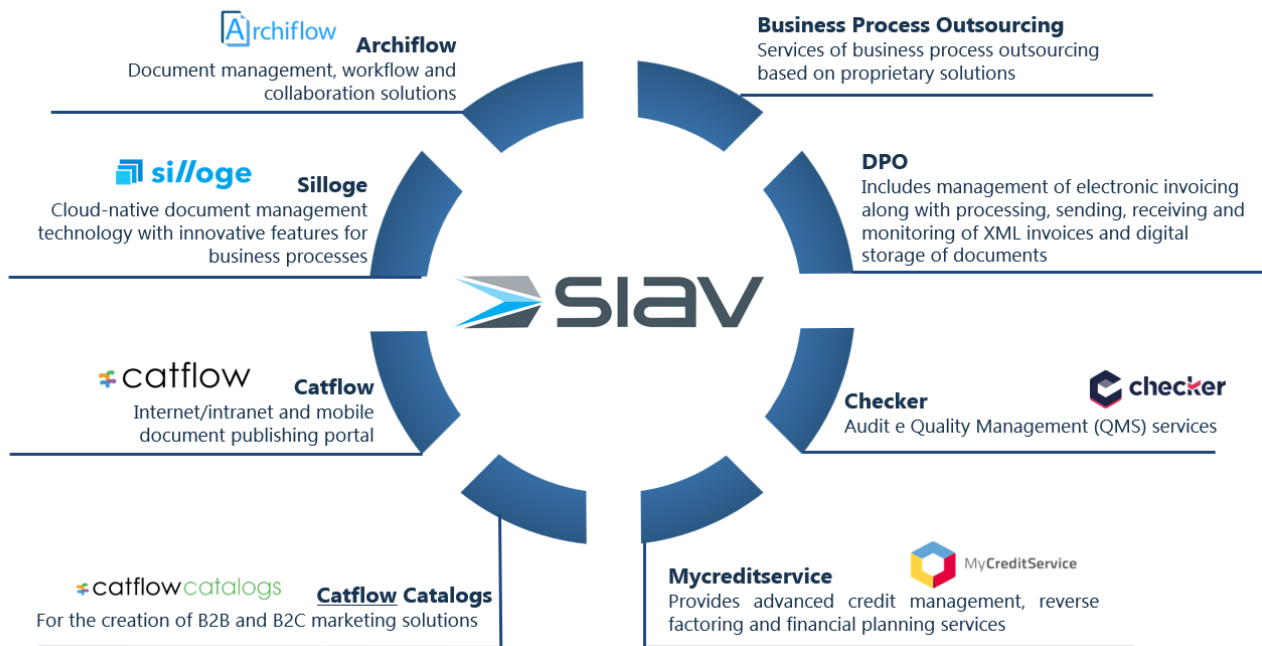 Archiflow
Archiflow
Document management, workflow and
collaboration solutions
silloge
Silloge
Cloud-native document management
technology with innovative features for
business processes
catflow
Catflow
Internet/intranet and mobile
document publishing portal
catflowcatalogs
Catflow Catalogs
For the creation of B2B and B2C marketing solutions
SIAV
Business Process Outsourcing
Services of business process outsourcing
based on proprietary solutions
DPO
Includes management of electronic invoicing
along with processing, sending, receiving and
monitoring of XML invoices and digital
storage of documents
checker
Checker
Audit e Quality Management (QMS) services
MyCreditService
Mycreditservice
Provides advanced credit management, reverse
factoring and financial planning services